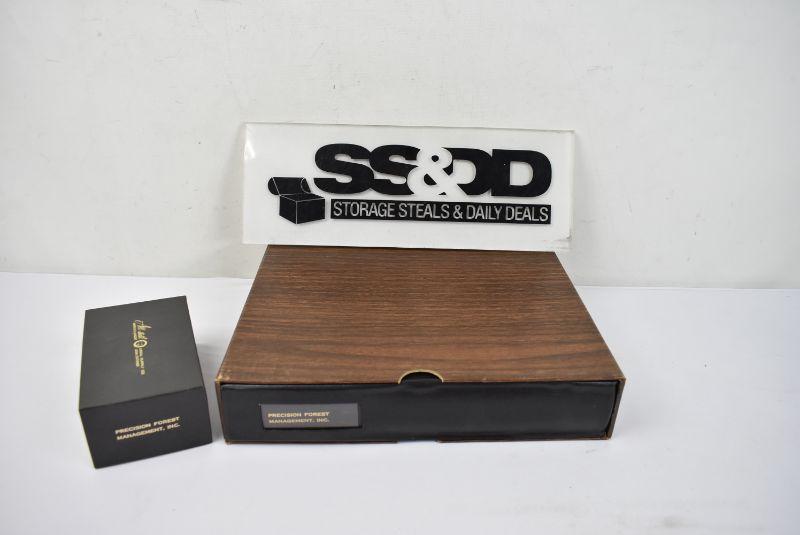 SS&DD
STORAGE STEALS & DAILY DEALS
PRECISION FOREST
MANAGEMENT, INC.
PRECISION FOREST
MANAGEMENT, INC.